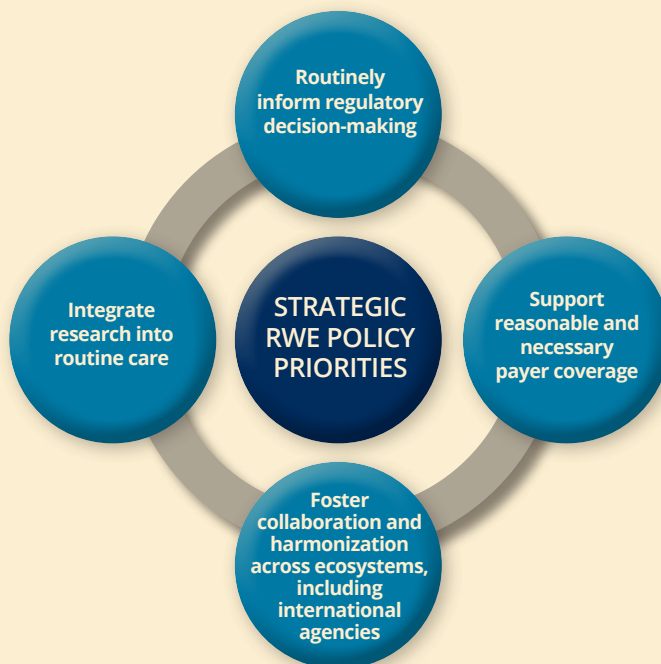 Routinely
inform regulatory
decision-making
Integrate
research into
routine care
STRATEGIC
RWE POLICY
PRIORITIES
Support
reasonable and
necessary
payer coverage
Foster
collaboration and
harmonization
across ecosystems,
including
international
agencies